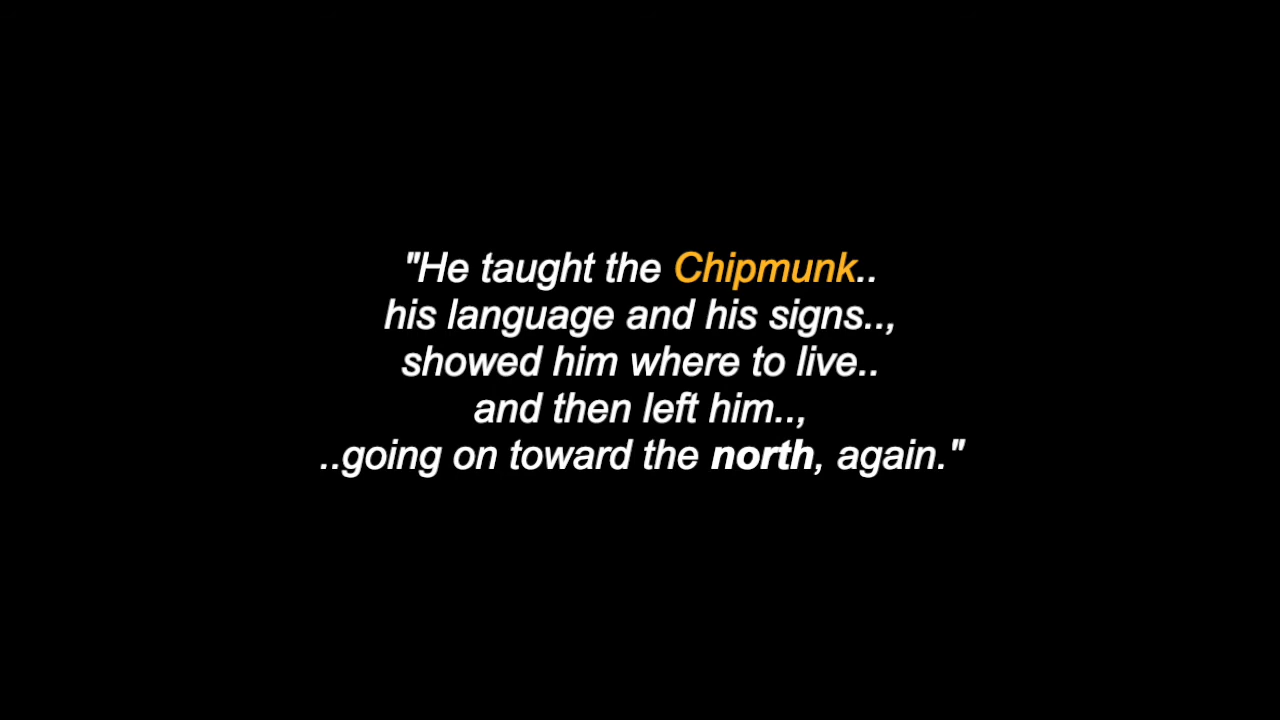 "He taught the Chipmunk..
his language and his signs..,
showed him where to live..
and then left him..,
..going on toward the north, again."